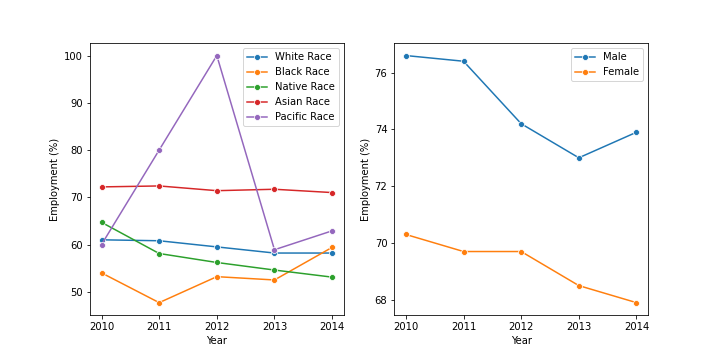 100
90
80
70
60
50
Employment (%)
2010 2011 2012 2013 2014
Year
White Race
Black Race
Native Race
Asian Race
Pacific Race
76
74
72
70
68
Employment (%)
2010 2011 2012 2013 2014
Year
Male
Female